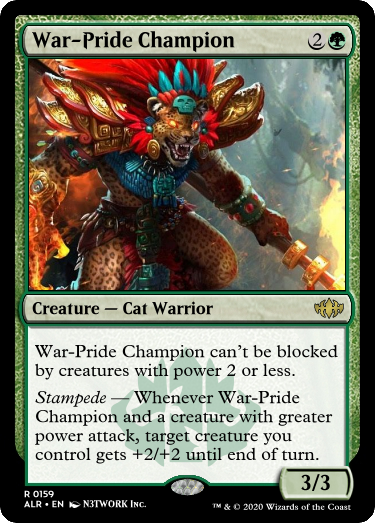 War-Pride Champion 2
Creature — Cat Warrior
War-Pride Champion can't be blocked
by creatures with power 2 or less.
Stampede — Whenever War-Pride
Champion and a creature with greater
power attack, target creature you
control gets +2/+2 until end of turn.
3/3
R 0159
ALR • EN N3TWORK Inc.
™ & © 2020 Wizards of the Coast